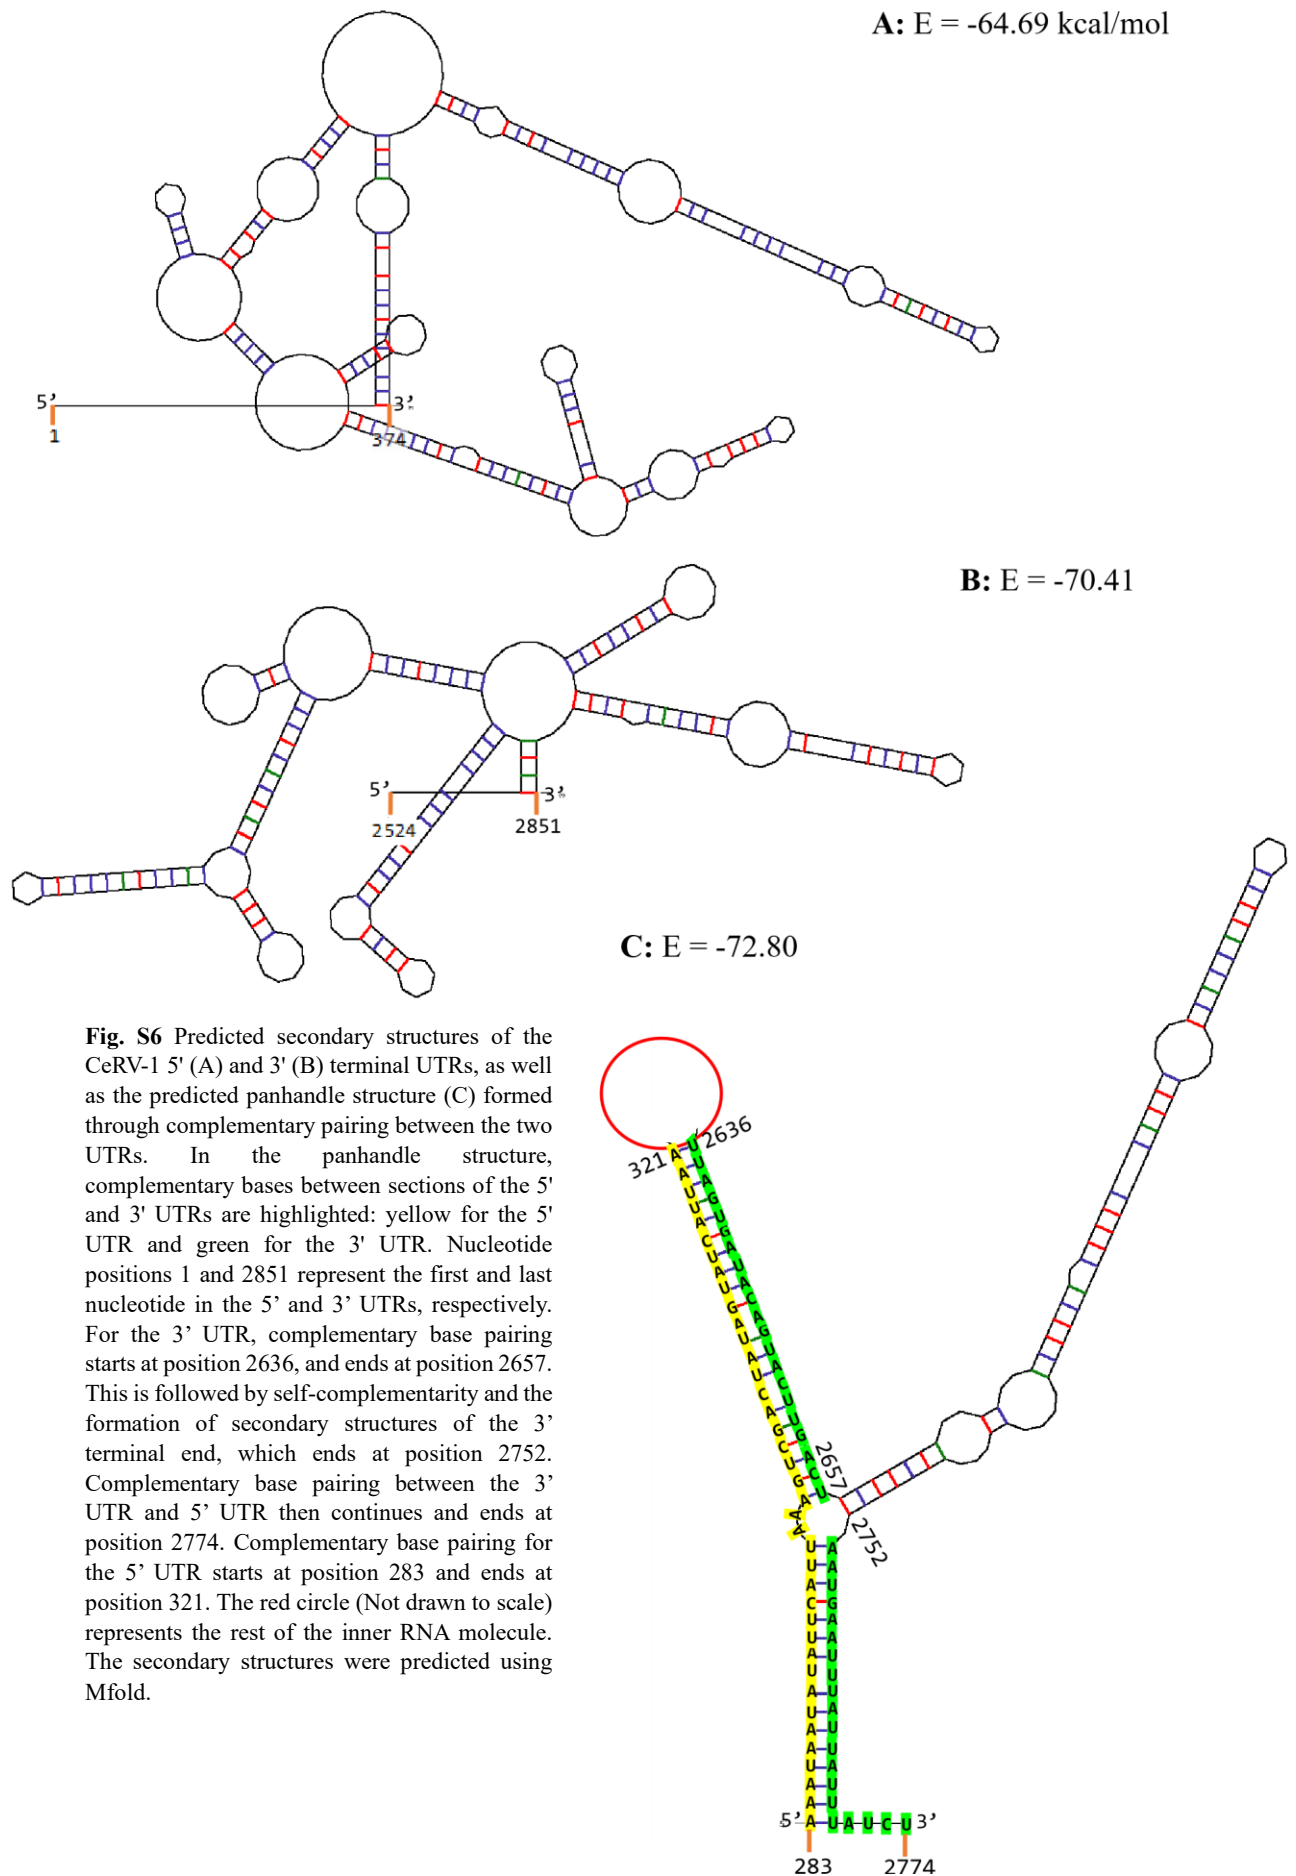 A: E = -64.69 kcal/mol
5'
3'
1
374
B: E = -70.41
5'
3'
2524
2851
C: E = -72.80
Fig. S6 Predicted secondary structures of the
CeRV-1 5' (A) and 3' (B) terminal UTRs, as well
as the predicted panhandle structure (C) formed
through complementary pairing between the two
UTRs. In the panhandle structure,
complementary bases between sections of the 5'
and 3' UTRs are highlighted: yellow for the 5'
UTR and green for the 3' UTR. Nucleotide
positions 1 and 2851 represent the first and last
nucleotide in the 5’ and 3’ UTRs, respectively.
For the 3’ UTR, complementary base pairing
starts at position 2636, and ends at position 2657.
This is followed by self-complementarity and the
formation of secondary structures of the 3’
terminal end, which ends at position 2752.
Complementary base pairing between the 3’
UTR and 5’ UTR then continues and ends at
position 2774. Complementary base pairing for
the 5’ UTR starts at position 283 and ends at
position 321. The red circle (Not drawn to scale)
represents the rest of the inner RNA molecule.
The secondary structures were predicted using
Mfold.
321
2636
2657
2752
U
U
A
C
U
U
A
U
A
U
A
A
U
A
A
A
A
A
U
G
A
A
U
U
U
A
U
U
A
U
U
5'
U A U C U
3'
283
2774